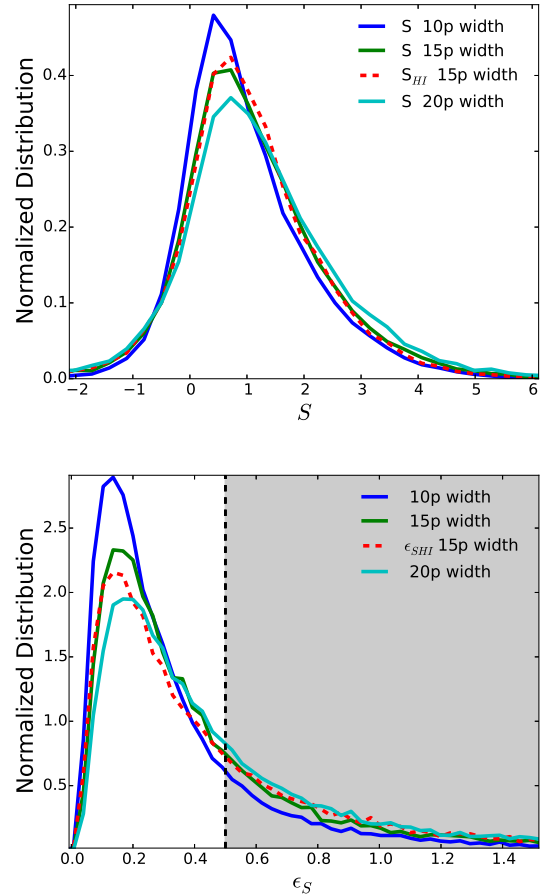 Normalized Distribution
0.4
0.3
0.2
0.1
0.0
−2 −1 0 1 2 3 4 5 6
S
S 10p width
S 15p width
S_HI 15p width
S 20p width
Normalized Distribution
2.5
2.0
1.5
1.0
0.5
0.0 0.2 0.4 0.6 0.8 1.0 1.2 1.4
ϵ_S
10p width
15p width
ϵ_SHI 15p width
20p width